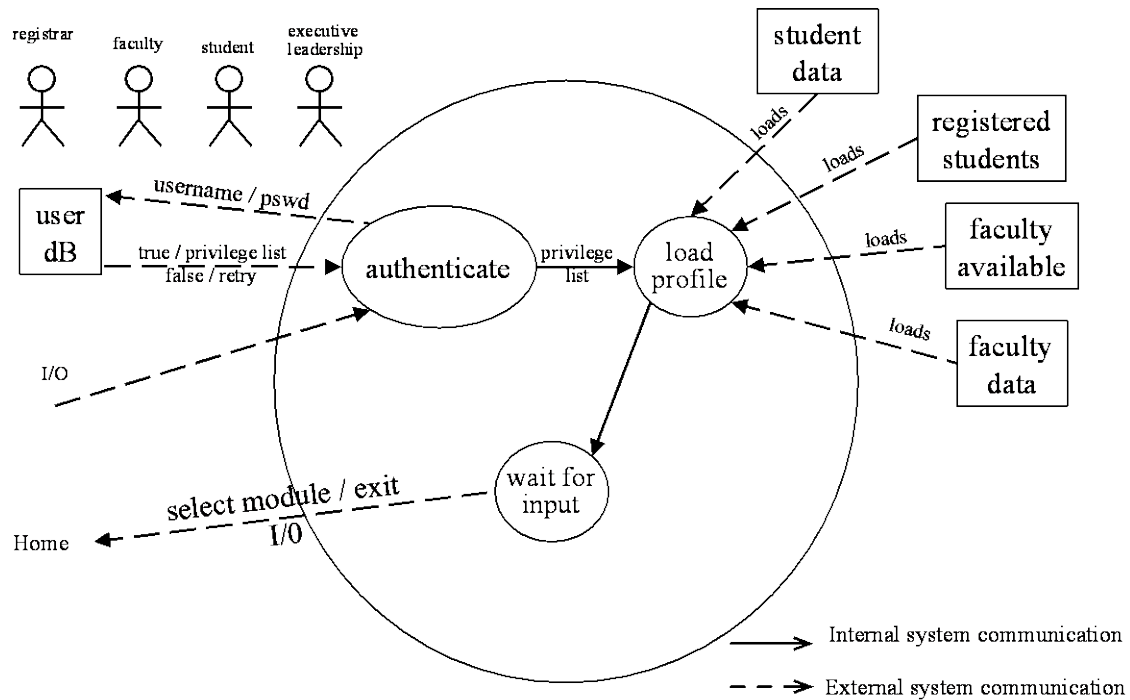 registrar
faculty
student
executive
leadership
student
data
registered
students
faculty
available
faculty
data
loads
loads
loads
loads
user
dB
username / pswd
true / privilege list
false / retry
authenticate
privilege
list
load
profile
I/O
wait for
input
select module / exit
I/0
Home
Internal system communication
External system communication